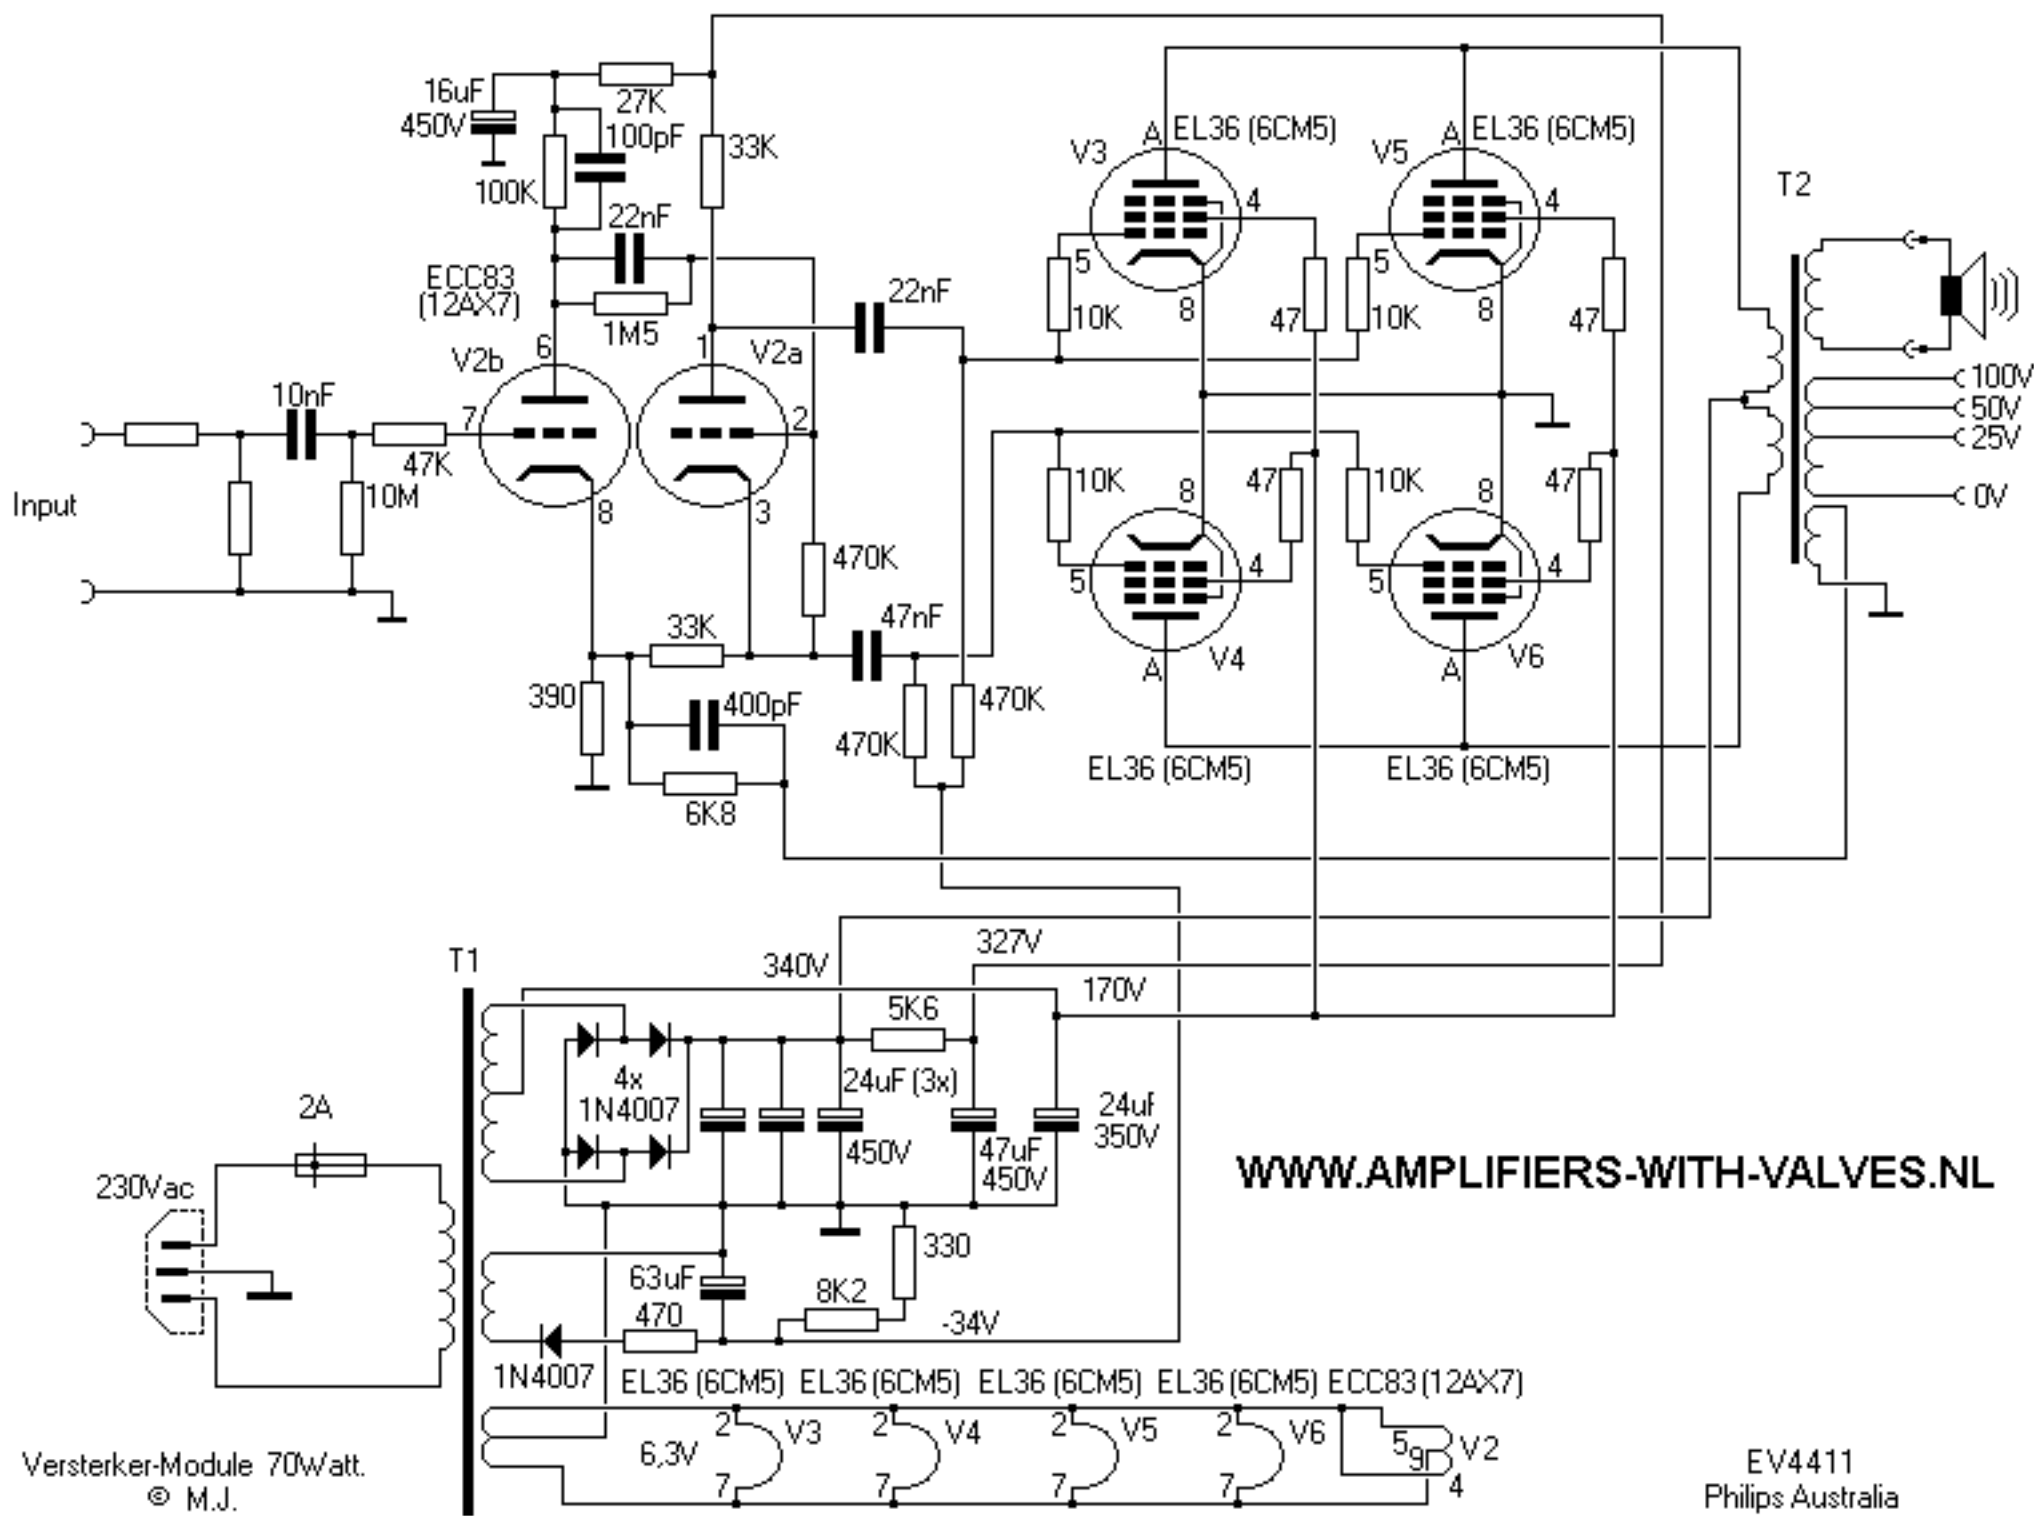 16uF
450V
27K
100pF
33K
100K
22nF
ECC83
(12AX7)
1M5
V2b
6
1
V2a
22nF
10nF
7
2
47K
10M
Input
8
3
470K
33K
47nF
390
400pF
470K
470K
6K8
V3
A
EL36 (6CM5)
V5
A
EL36 (6CM5)
T2
4
4
5
5
10K
8
47
10K
8
47
100V
50V
25V
0V
10K
8
47
10K
8
47
5
4
5
4
A
V4
A
V6
EL36 (6CM5)
EL36 (6CM5)
T1
340V
327V
170V
5K6
4x
1N4007
24uF (3x)
450V
47uF
450V
24uF
350V
2A
230Vac
WWW.AMPLIFIERS-WITH-VALVES.NL
330
63uF
8K2
470
-34V
1N4007
EL36 (6CM5) EL36 (6CM5) EL36 (6CM5) EL36 (6CM5) ECC83 (12AX7)
2
V3
2
V4
2
V5
2
V6
5
9
V2
4
6,3V
7
7
7
7
Versterker-Module 70Watt.
© M.J.
EV4411
Philips Australia